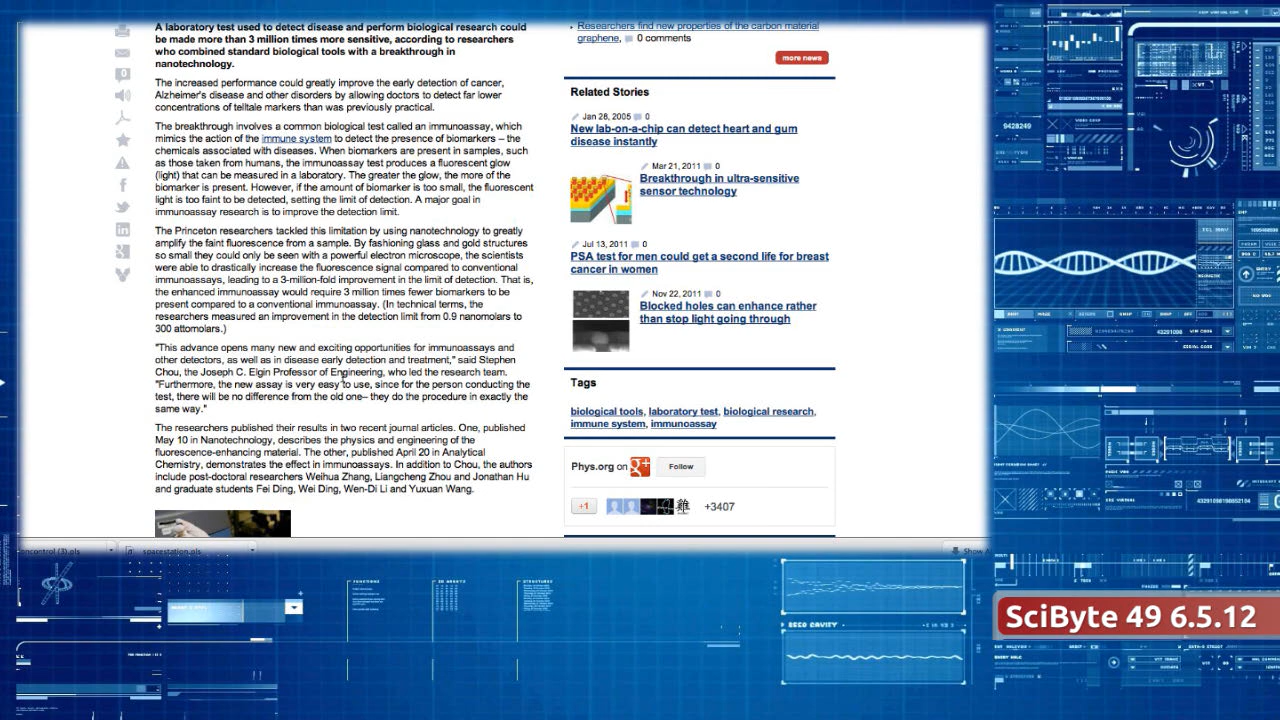 A laboratory test used to detect disease and perform biological research could
be made more than 3 million times more sensitive, according to researchers
who combined standard biological tools with a breakthrough in
nanotechnology.
The increased performance could greatly improve the early detection of cancer,
Alzheimer's disease and other disorders by allowing doctors to detect far lower
concentrations of telltale markers than was previously practical.
The breakthrough involves a common biological test called an immunoassay, which
mimics the action of the immune system to detect the presence of biomarkers – the
chemicals associated with diseases. When biomarkers are present in samples, such
as those taken from humans, the immunoassay test produces a fluorescent glow
(light) that can be measured in a laboratory. The greater the glow, the more of the
biomarker is present. However, if the amount of biomarker is too small, the fluorescent
light is too faint to be detected, setting the limit of detection. A major goal in
immunoassay research is to improve the detection limit.
The Princeton researchers tackled this limitation by using nanotechnology to greatly
amplify the faint fluorescence from a sample. By fashioning glass and gold structures
so small they could only be seen with a powerful electron microscope, the scientists
were able to drastically increase the fluorescence signal compared to conventional
immunoassays, leading to a 3-million-fold improvement in the limit of detection. That is,
the enhanced immunoassay would require 3 million times fewer biomarkers to be
present compared to a conventional immunoassay. (In technical terms, the
researchers measured an improvement in the detection limit from 0.9 nanomolars to
300 attomolars.)
"This advance opens many new and exciting opportunities for immunoassays and
other detectors, as well as in disease early detection and treatment," said Stephen
Chou, the Joseph C. Elgin Professor of Engineering, who led the research team.
"Furthermore, the new assay is very easy to use, since for the person conducting the
test, there will be no difference from the old one– they do the procedure in exactly the
same way."
The researchers published their results in two recent journal articles. One, published
May 10 in Nanotechnology, describes the physics and engineering of the
fluorescence-enhancing material. The other, published April 20 in Analytical
Chemistry, demonstrates the effect in immunoassays. In addition to Chou, the authors
include post-doctoral researchers Weihua Zhang, Liangcheng Zhou and Jonathan Hu
and graduate students Fei Ding, Wei Ding, Wen-Di Li and Yuxuan Wang.
Researchers find new properties of the carbon material
graphene, 0 comments
more news
Related Stories
Jan 28, 2005 0
New lab-on-a-chip can detect heart and gum
disease instantly
Mar 21, 2011 0
Breakthrough in ultra-sensitive
sensor technology
Jul 13, 2011 0
PSA test for men could get a second life for breast
cancer in women
Nov 22, 2011 0
Blocked holes can enhance rather
than stop light going through
Tags
biological tools, laboratory test, biological research,
immune system, immunoassay
Phys.org on
Follow
+1
+3407
spacestation.pls
9428249
43291098
SciByte 49 6.5.12